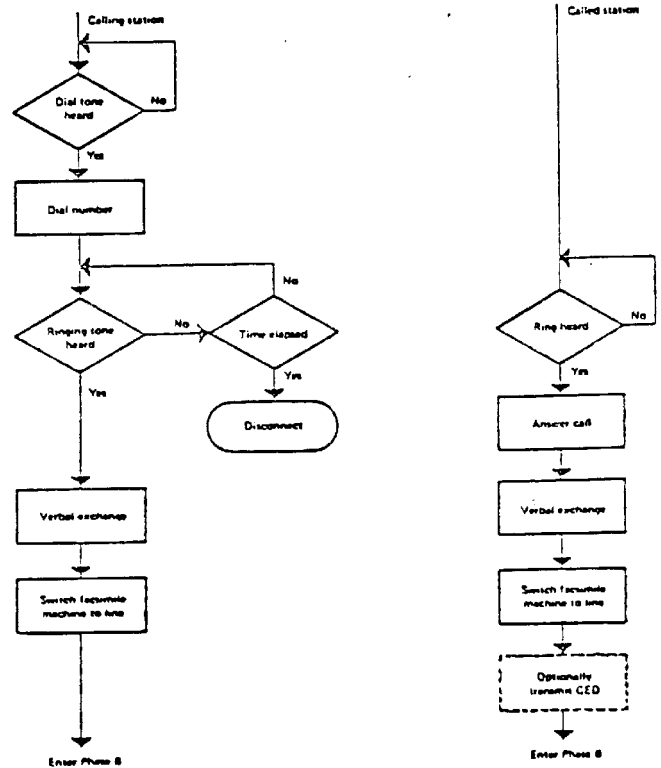 Calling station
Dial tone
heard
No
Yes
Dial number
No
Ringing tone
heard
No
Time elapsed
Yes
Yes
Disconnect
Verbal exchange
Switch facsimile
machine to line
Enter Phase B
Called station
Ring heard
No
Yes
Answer call
Verbal exchange
Switch facsimile
machine to line
Optionally
transmit CED
Enter Phase B